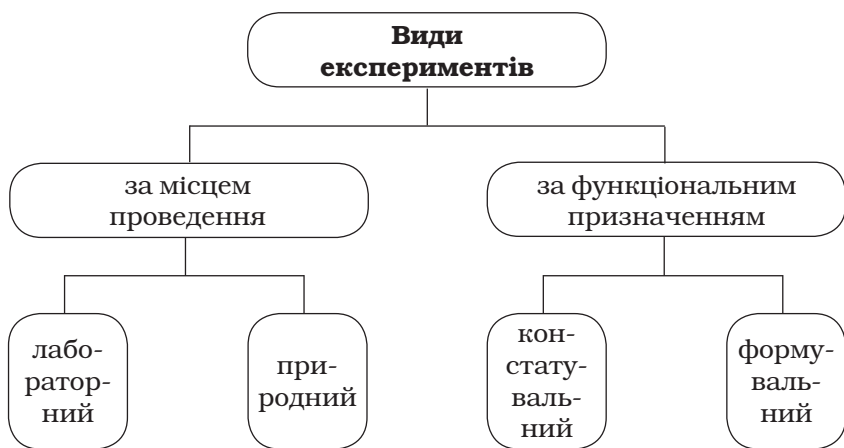 Види
експериментів
за місцем
проведення
за функціональним
призначенням
лабо-
ратор-
ний
при-
родний
кон-
стату-
валь-
ний
форму-
валь-
ний